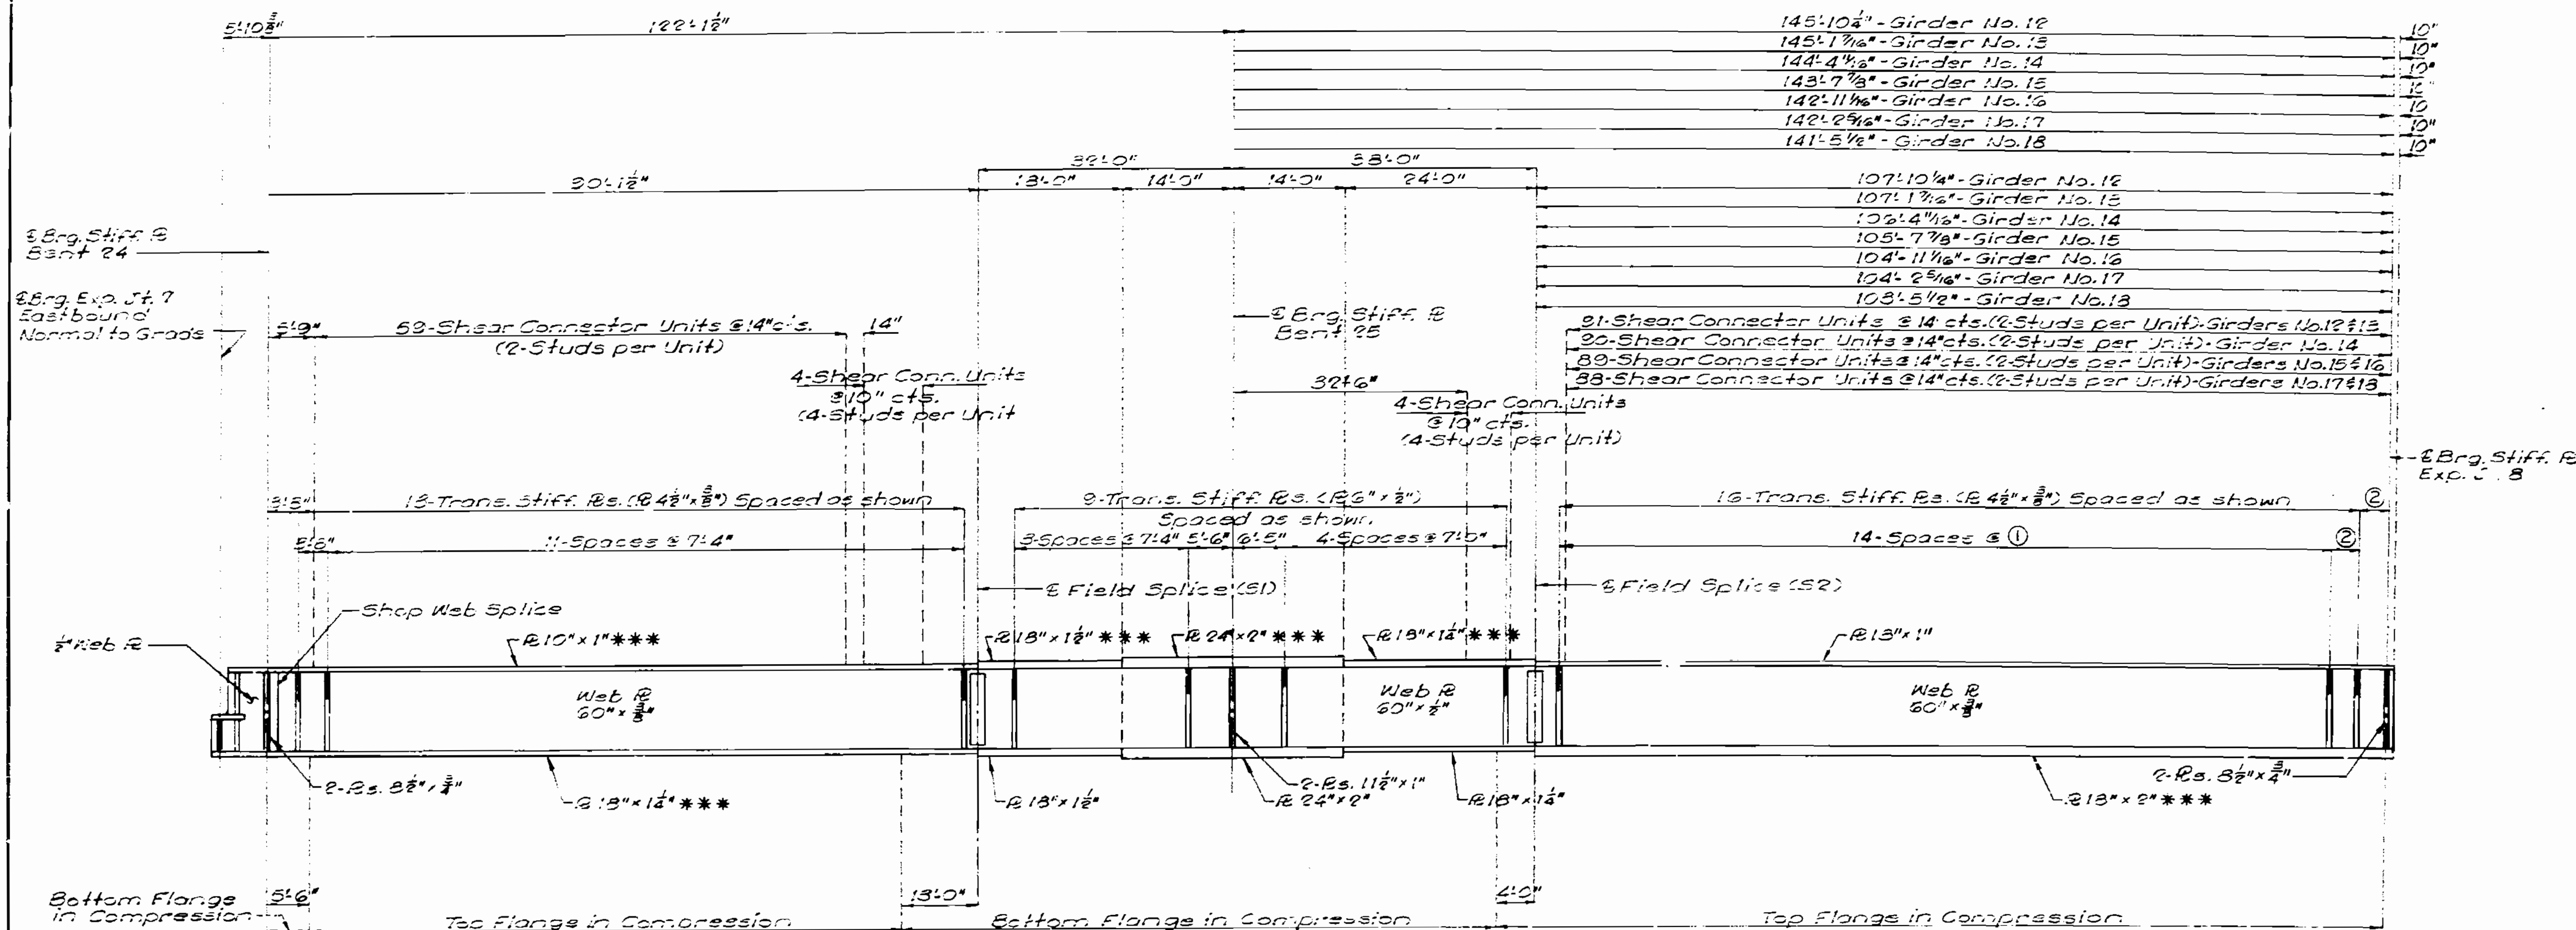 5'-10 3/8"
122'-1 1/2"
145'-10 1/4" - Girder No. 12
10"
145'-1 7/16" - Girder No. 13
10"
144'-4 11/16" - Girder No. 14
10"
143'-7 7/8" - Girder No. 15
10"
142'-1 1/16" - Girder No. 16
10
142'-2 5/16" - Girder No. 17
10"
141'-5 1/2" - Girder No. 18
10"
32'-0"
38'-0"
90'-1 1/2"
18'-0"
14'-0"
14'-0"
24'-0"
107'-10 1/4" - Girder No. 12
107'-1 7/16" - Girder No. 13
106'-4 11/16" - Girder No. 14
105'-7 7/8" - Girder No. 15
104'-11 1/16" - Girder No. 16
104'-2 5/16" - Girder No. 17
103'-5 1/2" - Girder No. 18
℄ Brg. Stiff. ℞
Bent 24
℄ Brg. Exp. Jt. 7
Eastbound
Normal to Grade
5'-9"
59-Shear Connector Units @ 14" cts.
(2-Studs per Unit)
14"
4-Shear Conn. Units
@ 10" cts.
(4-Studs per Unit
℄ Brg. Stiff. ℞
Bent 25
32'-6"
4-Shear Conn. Units
@ 10" cts.
(4-Studs per Unit)
91-Shear Connector Units @ 14" cts. (2-Studs per Unit)-Girders No. 12 & 13
90-Shear Connector Units @ 14" cts. (2-Studs per Unit)-Girder No. 14
89-Shear Connector Units @ 14" cts. (2-Studs per Unit)-Girders No. 15 & 16
88-Shear Connector Units @ 14" cts. (2-Studs per Unit)-Girders No. 17 & 18
℄ Brg. Stiff. ℞
Exp. J . 8
13-Trans. Stiff. ℞s. (℞ 4 1/2" x 3/8") Spaced as shown
9-Trans. Stiff. ℞s. (℞ 6" x 1/2")
Spaced as shown.
16-Trans. Stiff. ℞s. (℞ 4 1/2" x 3/8") Spaced as shown
②
11-Spaces @ 7'-4"
3-Spaces @ 7'-4"
5'-6"
6'-5"
4-Spaces @ 7'-0"
14-Spaces @ ①
②
℄ Field Splice (S1)
℄ Field Splice (S2)
Shop Web Splice
1/2" Web ℞
℞ 10" x 1" ***
℞ 18" x 1 1/2" ***
℞ 24" x 2" ***
℞ 18" x 1 1/4" ***
℞ 13" x 1"
Web ℞
60" x 3/8"
Web ℞
60" x 1/2"
Web ℞
60" x 3/8"
2-℞s. 8 1/2" x 3/4"
℞ 18" x 1 1/4" ***
℞ 18" x 1 1/2"
2-℞s. 11 1/2" x 1"
℞ 24" x 2"
℞ 18" x 1 1/4"
℞ 18" x 2" ***
2-℞s. 8 1/2" x 3/4"
Bottom Flange
in Compression
5'-6"
Top Flange in Compression
13'-0"
Bottom Flange in Compression
4'-0"
Top Flange in Compression